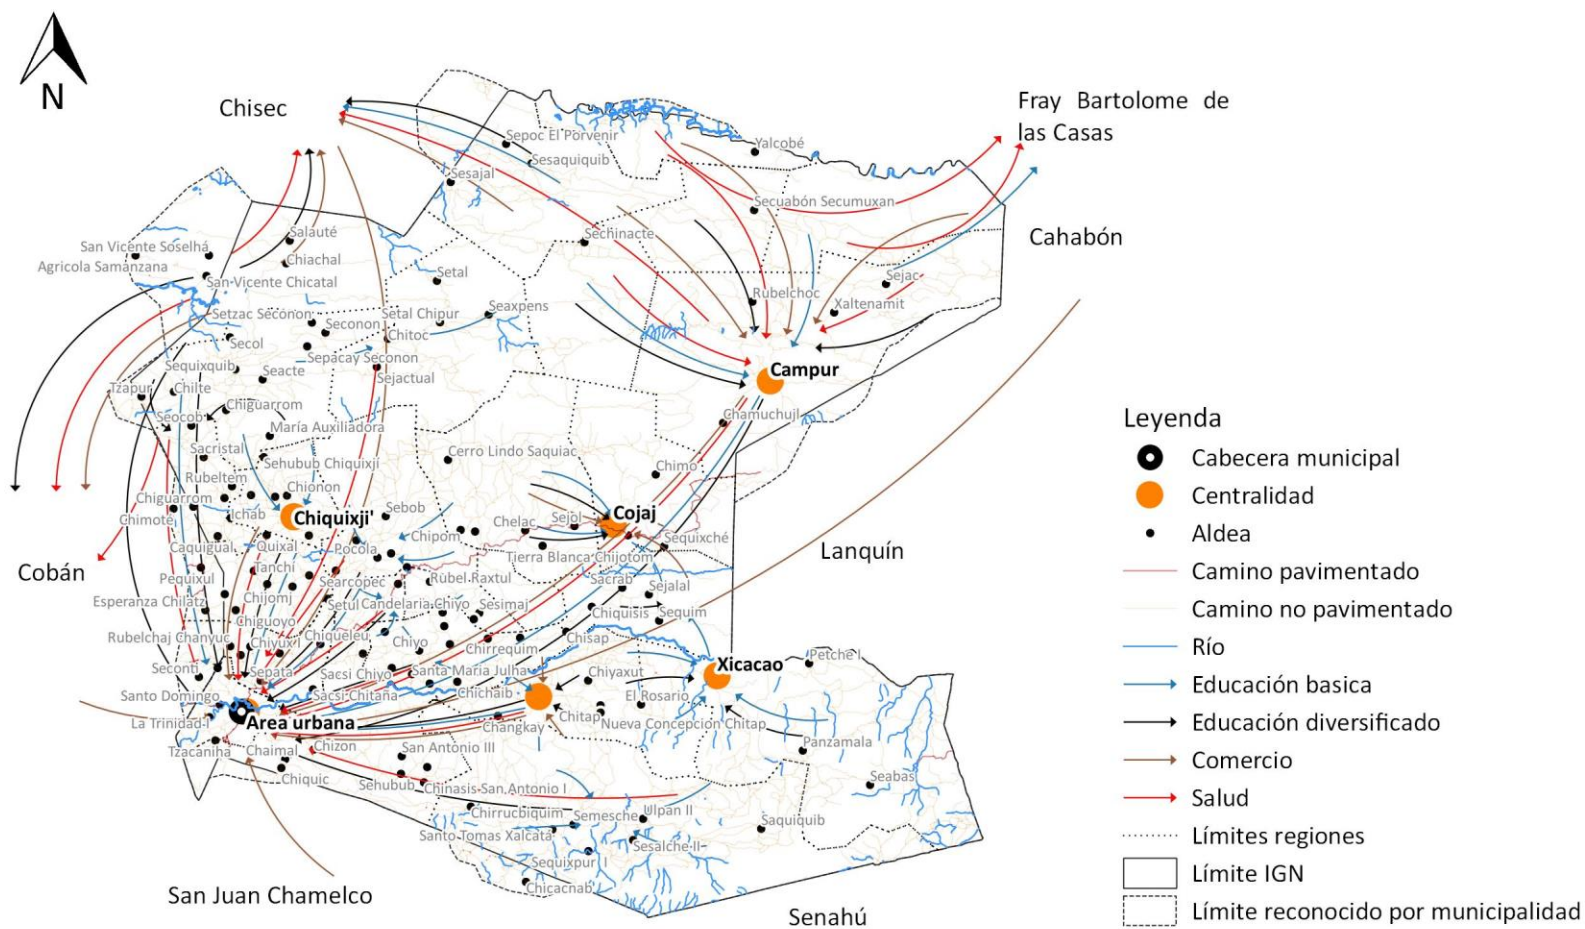 N
Chisec
Fray Bartolome de
las Casas
Cahabón
Lanquín
Cobán
San Juan Chamelco
Senahú
Sepoc El Porvenir
Sesaquiquib
Sesajal
Yalcobé
Secuabón Secumuxan
Sechinacte
Salauté
San Vicente Soselhá
Agricola Samanzana
Chiachal
San Vicente Chicatal
Setal
Sejac
Rubelchoc
Xaltenamit
Setzac Seconon
Seconon
Setal Chipur
Seaxpens
Chitoc
Secol
Sepacay Seconon
Sequixquib
Seacte
Sejactual
Campur
Tzapur
Chilte
Seocob
Chiguarrom
María Auxiliadora
Chamuchujl
Sacristal
Sehubub Chiquixji
Cerro Lindo Saquiac
Chimo
Rubeltem
Chionon
Chiguarrom
Chimoté
Ichab
Chiquixji'
Sebob
Chelac
Sejol
Cojaj
Caquigual
Quixal
Pocola
Chipom
Tierra Blanca Chijotom
Sequixché
Pequixul
Tanchi
Searcopec
Rubel Raxtul
Sacrab
Sejalal
Esperanza Chilatz
Chijomj
Setul
Candelaria Chiyo
Sesimaj
Chiquisis
Sequim
Chiguoyo
Rubelchaj Chanyuc
Chiyux I
Chiqueleu
Chiyo
Chirrequim
Chisap
Seconti
Sepata
Sacsi Chiyo
Santa Maria Julha
Chiyaxut
Xicacao
Petche I
Santo Domingo
Sacsi Chitaña
Chichaib
El Rosario
La Trinidad I
Area urbana
Changkay
Chitap
Nueva Concepcion Chitap
Tzacaniha
Chaimal
Chizon
San Antonio III
Panzamala
Chiquic
Sehubub
Chinasis San Antonio I
Seabas
Chirrucbiquim
Semesche
Ulpan II
Santo Tomas Xalcata
Saquiquib
Sesalche II
Sequixpur I
Chicacnab I
Leyenda
Cabecera municipal
Centralidad
Aldea
Camino pavimentado
Camino no pavimentado
Río
Educación basica
Educación diversificado
Comercio
Salud
Límites regiones
Límite IGN
Límite reconocido por municipalidad